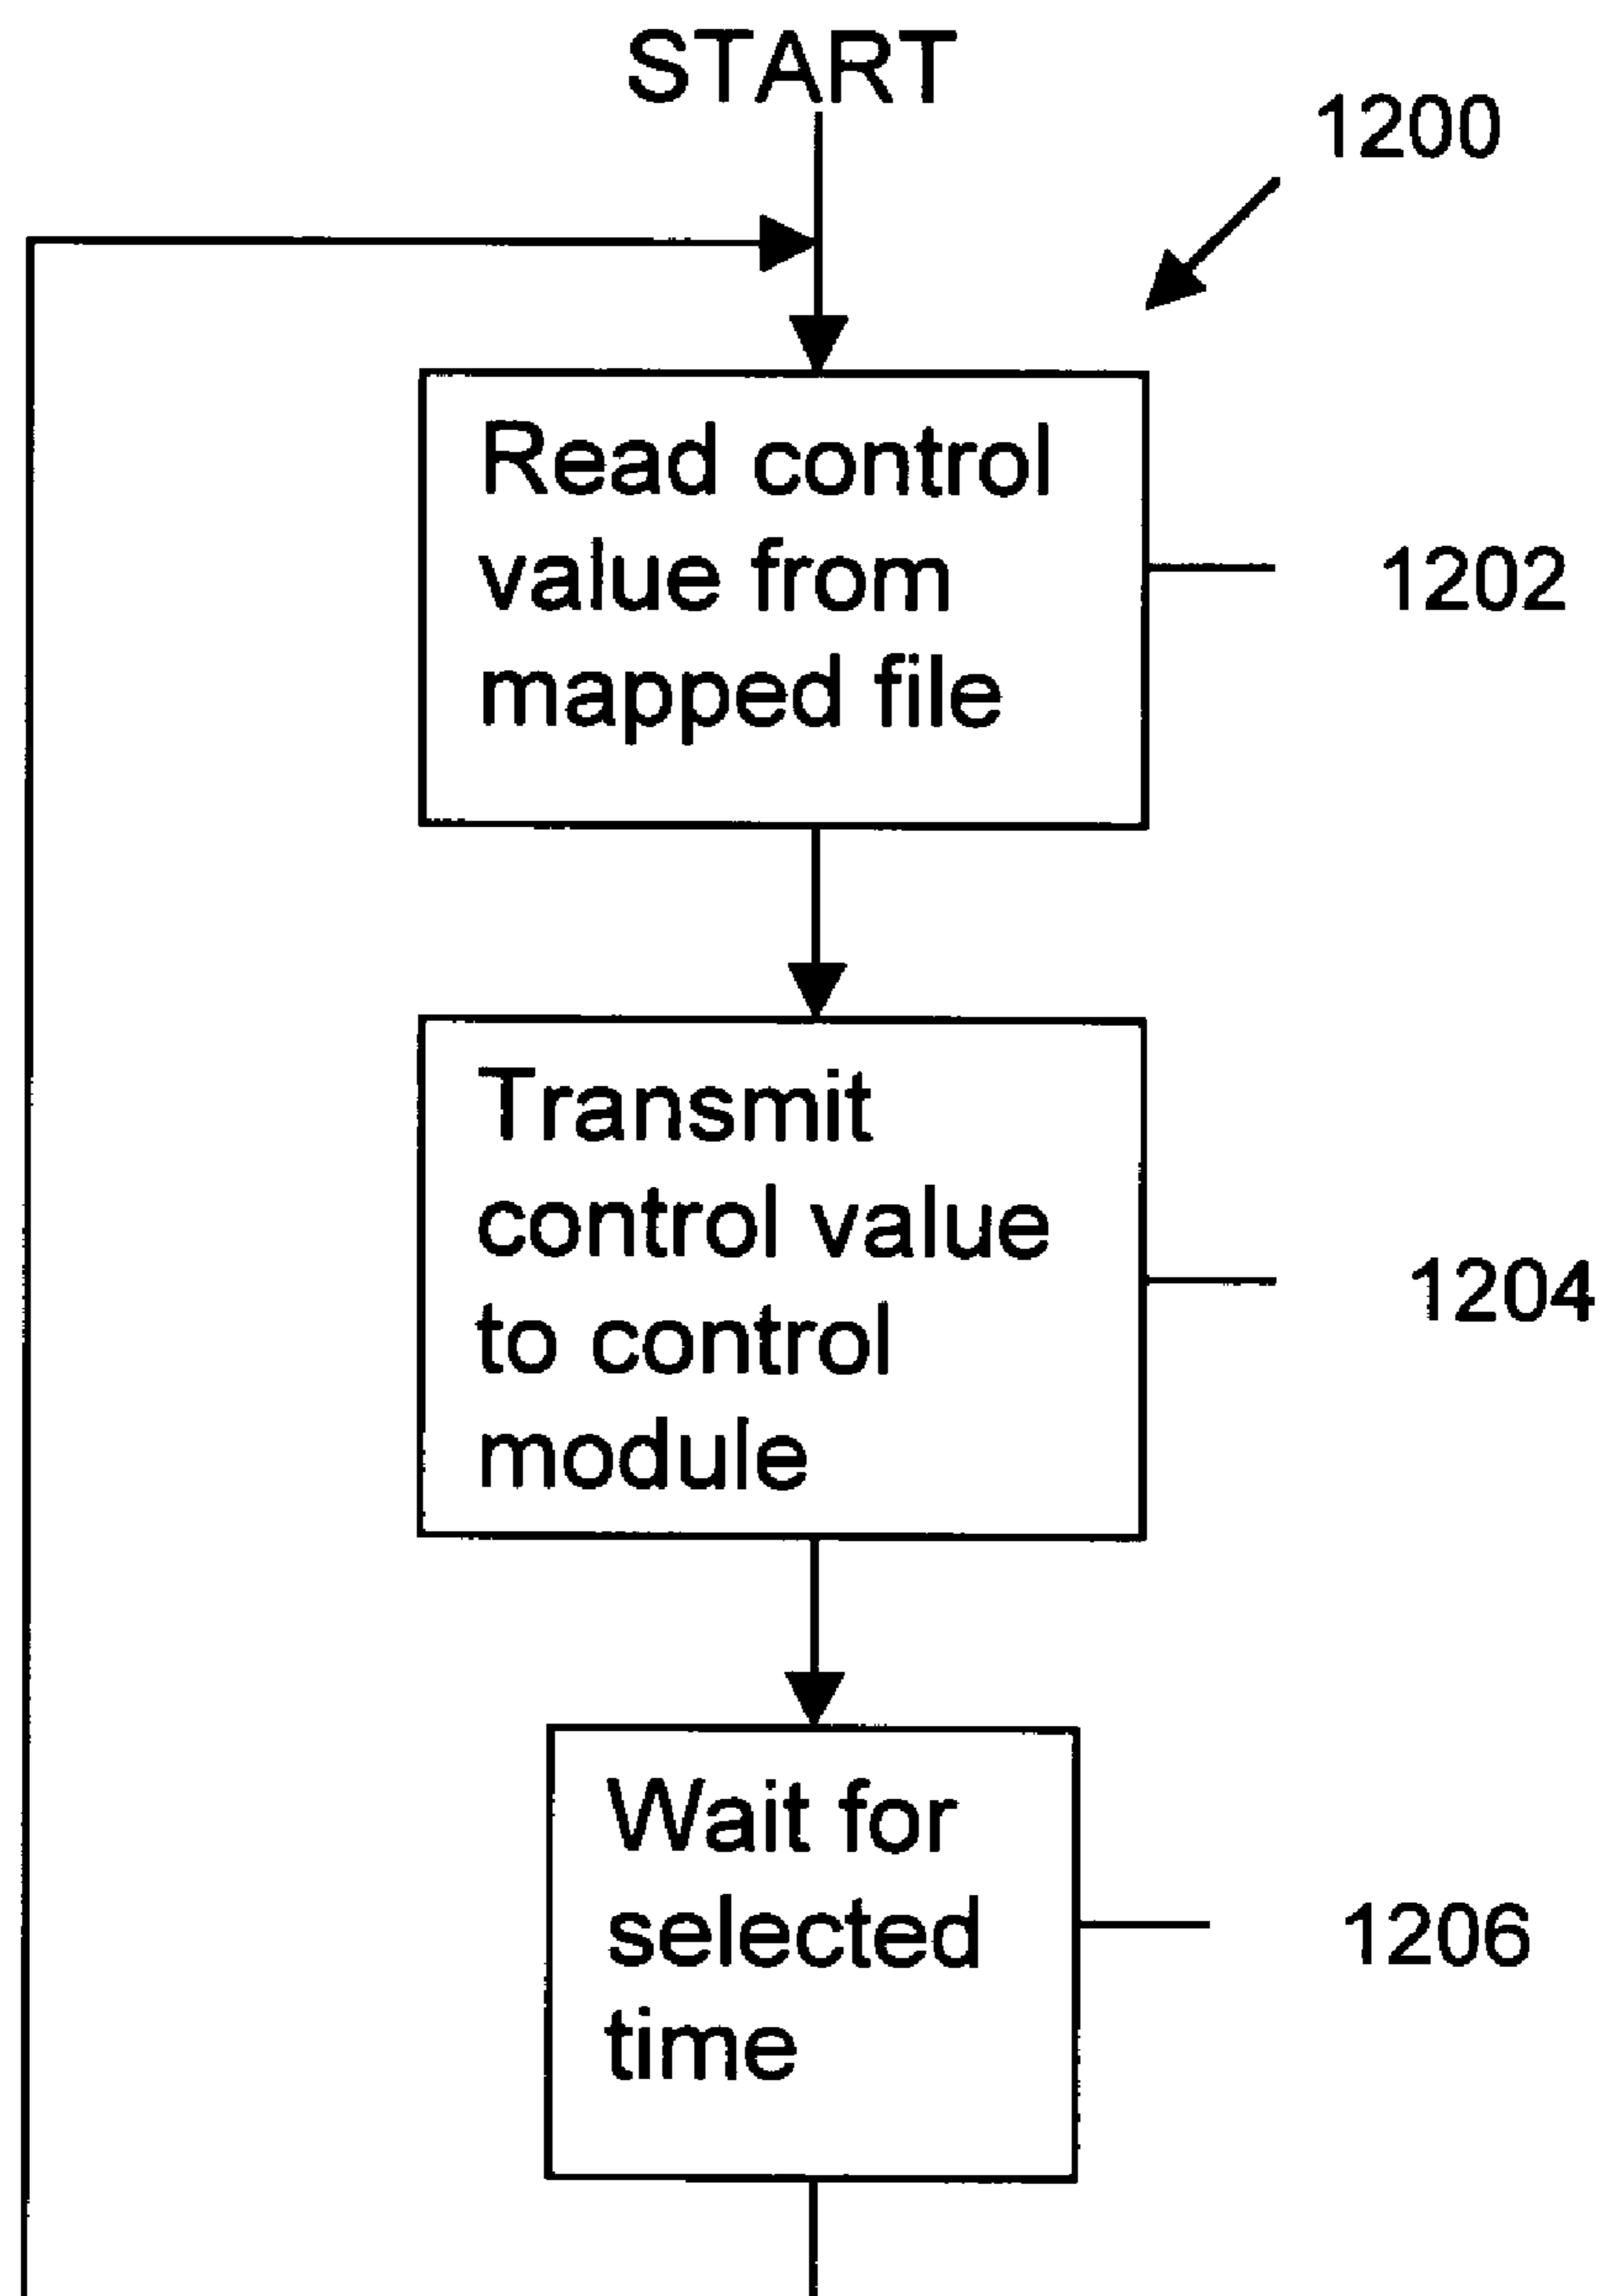 START
1200
Read control
value from
mapped file
1202
Transmit
control value
to control
module
1204
Wait for
selected
time
1206